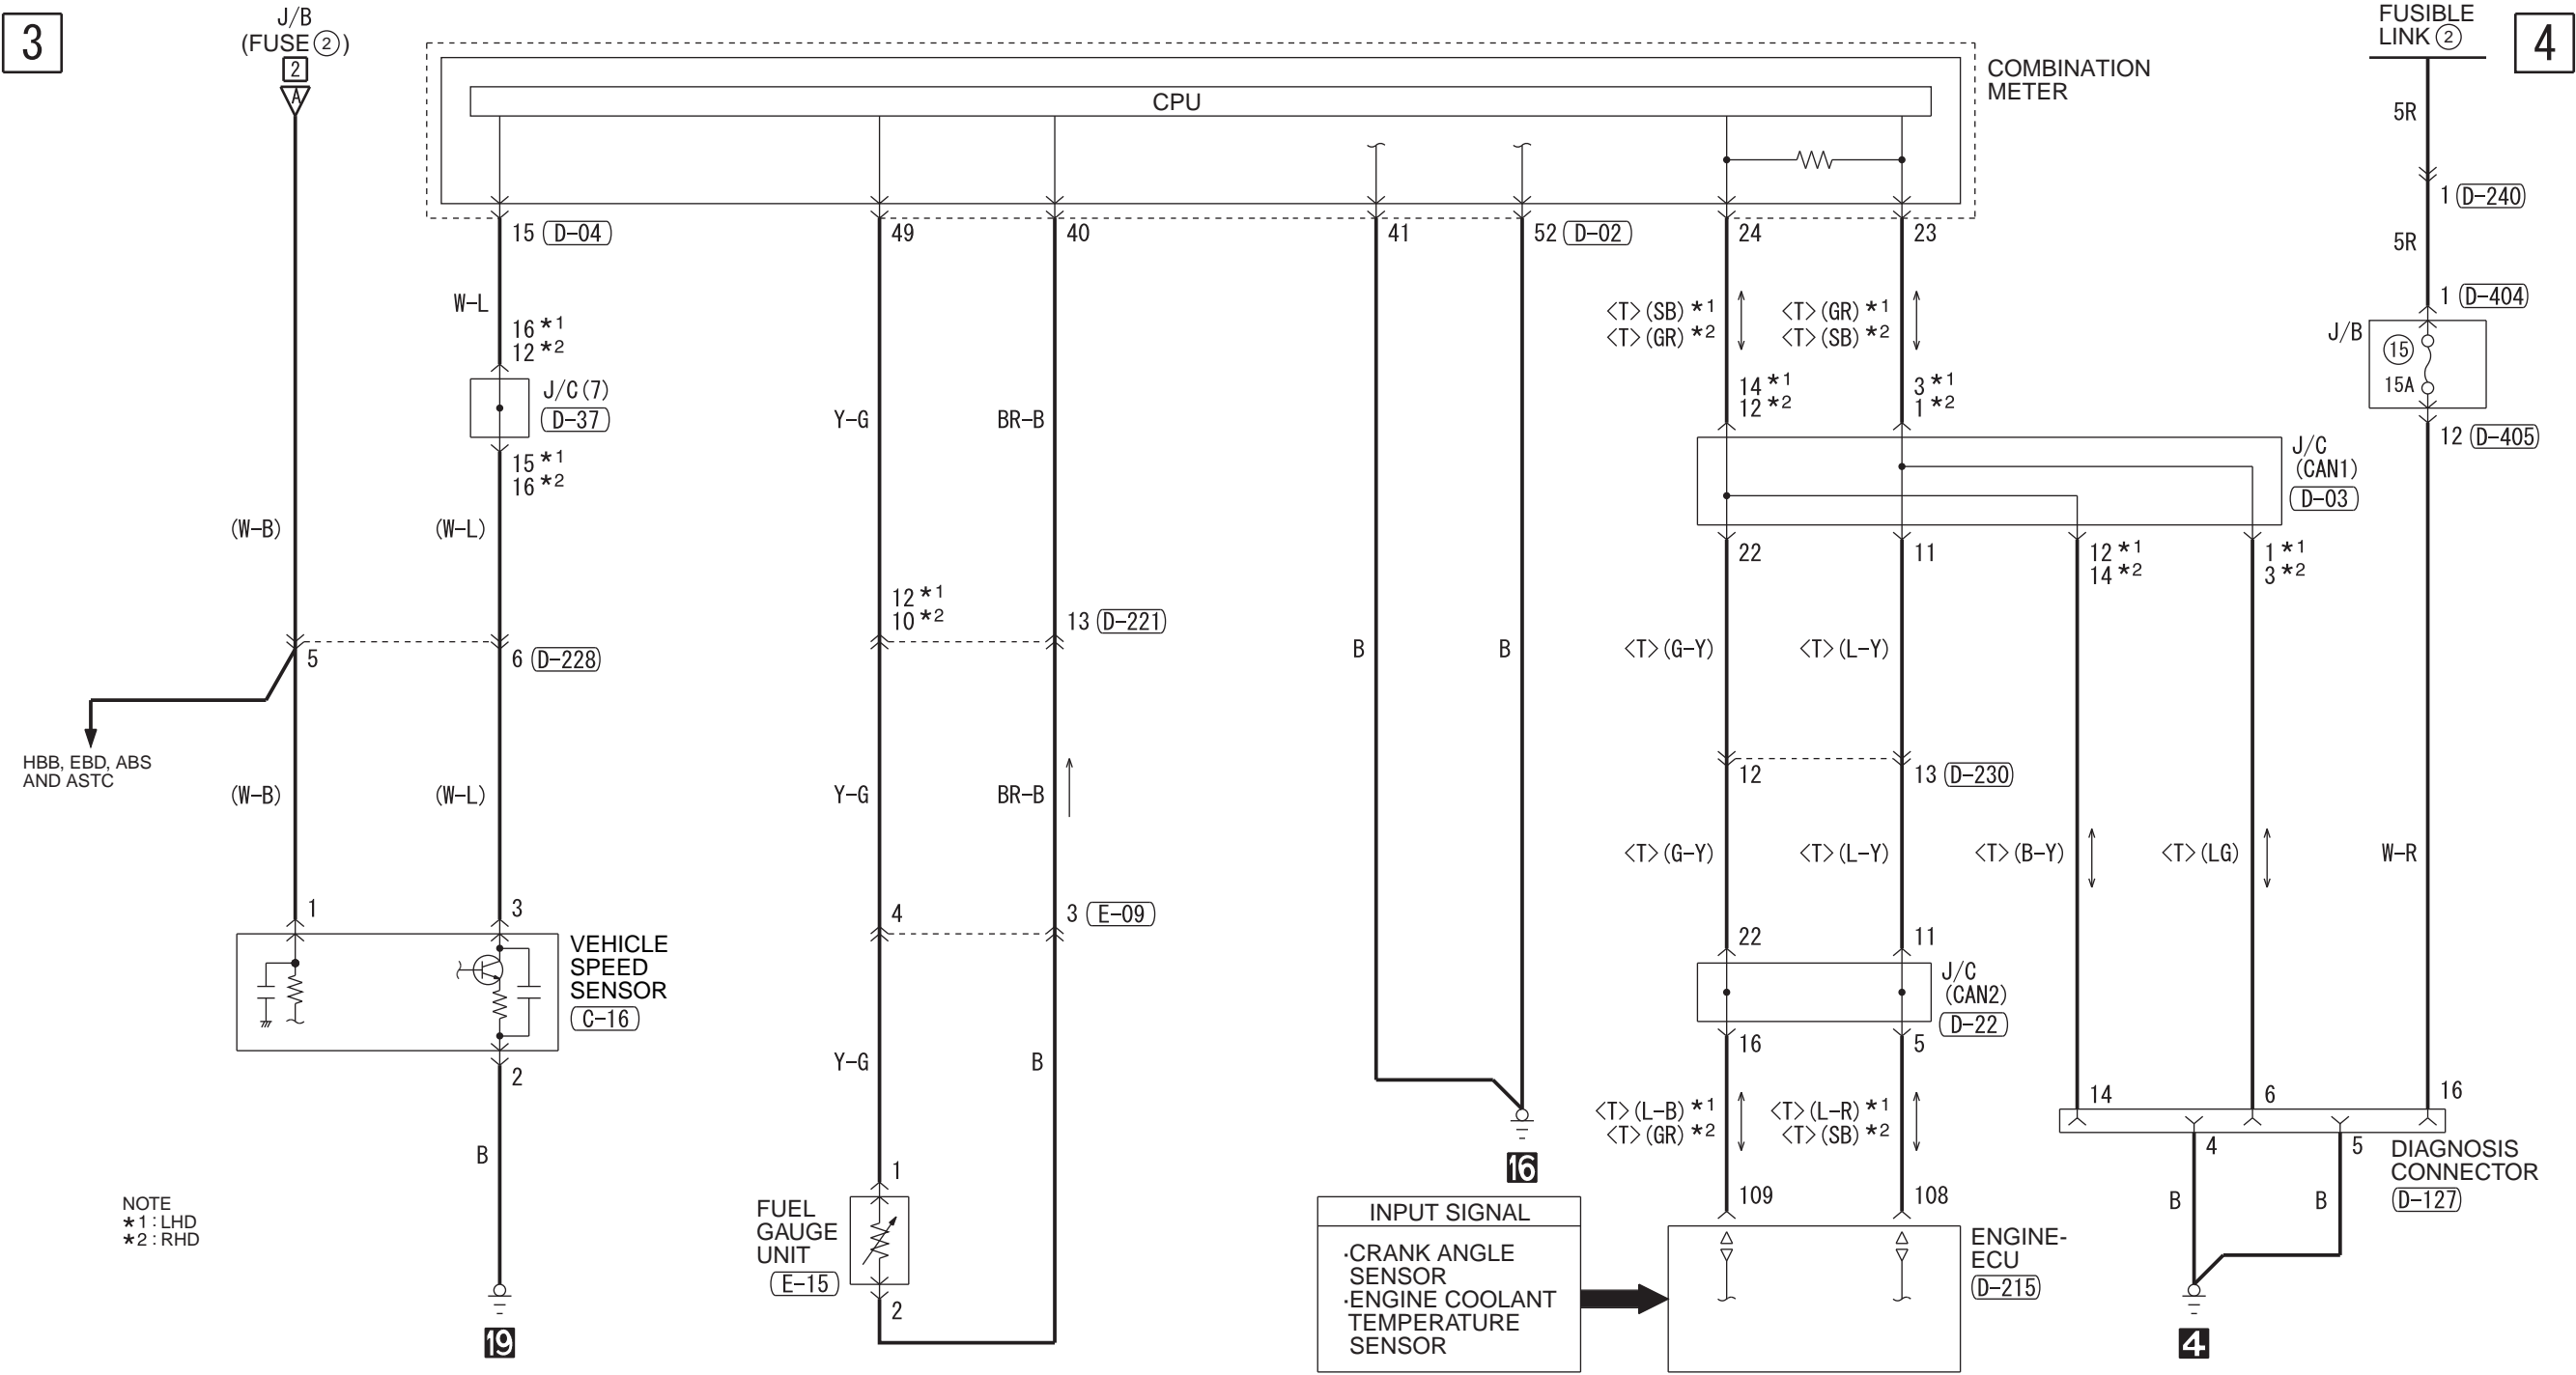 3
J/B
(FUSE ②)
2
A
FUSIBLE
LINK ②
4
COMBINATION
METER
CPU
5R
1 D-240
5R
15 D-04
49
40
41
52 D-02
24
23
W-L
16 *1
12 *2
<T>(SB) *1
<T>(GR) *2
<T>(GR) *1
<T>(SB) *2
1 D-404
J/B
⑮
15A
J/C(7)
D-37
14 *1
12 *2
3 *1
1 *2
Y-G
BR-B
12 D-405
15 *1
16 *2
J/C
(CAN1)
D-03
(W-B)
(W-L)
22
11
12 *1
14 *2
1 *1
3 *2
12 *1
10 *2
13 D-221
5
6 D-228
B
B
<T>(G-Y)
<T>(L-Y)
HBB, EBD, ABS
AND ASTC
12
13 D-230
(W-B)
(W-L)
Y-G
BR-B
<T>(G-Y)
<T>(L-Y)
<T>(B-Y)
<T>(LG)
W-R
1
3
4
3 E-09
22
11
VEHICLE
SPEED
SENSOR
C-16
J/C
(CAN2)
D-22
2
Y-G
B
16
5
<T>(L-B) *1
<T>(GR) *2
<T>(L-R) *1
<T>(SB) *2
14
6
16
4
5
DIAGNOSIS
CONNECTOR
D-127
B
16
1
109
108
B
B
NOTE
*1 : LHD
*2 : RHD
FUEL
GAUGE
UNIT
E-15
2
INPUT SIGNAL
·CRANK ANGLE
SENSOR
·ENGINE COOLANT
TEMPERATURE
SENSOR
ENGINE-
ECU
D-215
19
4